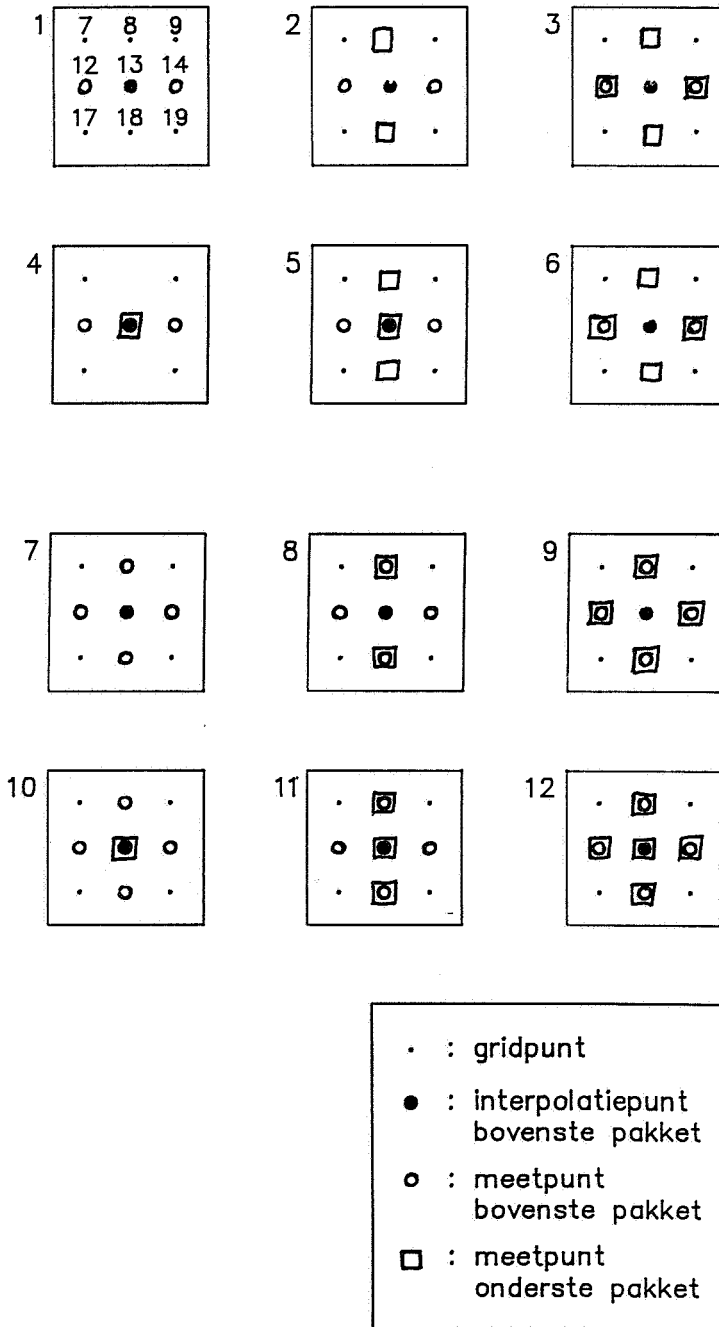 1 7 8 9
12 13 14
17 18 19
2
3
4
5
6
7
8
9
10
11
12
· : gridpunt
● : interpolatiepunt
bovenste pakket
o : meetpunt
bovenste pakket
□ : meetpunt
onderste pakket